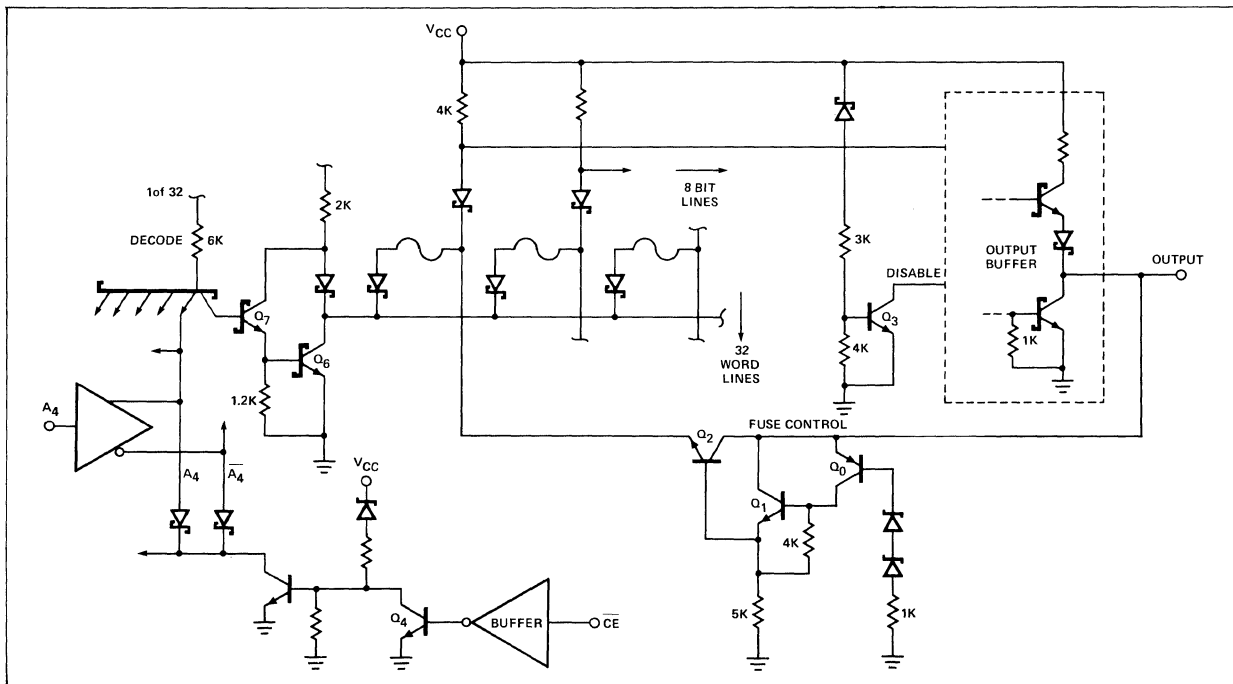 VCC
4K
1of 32
DECODE
6K
2K
8 BIT
LINES
3K
DISABLE
OUTPUT
BUFFER
OUTPUT
Q7
Q6
Q3
4K
1K
32
WORD
LINES
1.2K
A4
A4
A4
VCC
Q2
FUSE CONTROL
Q0
Q1
4K
5K
1K
Q4
BUFFER
CE